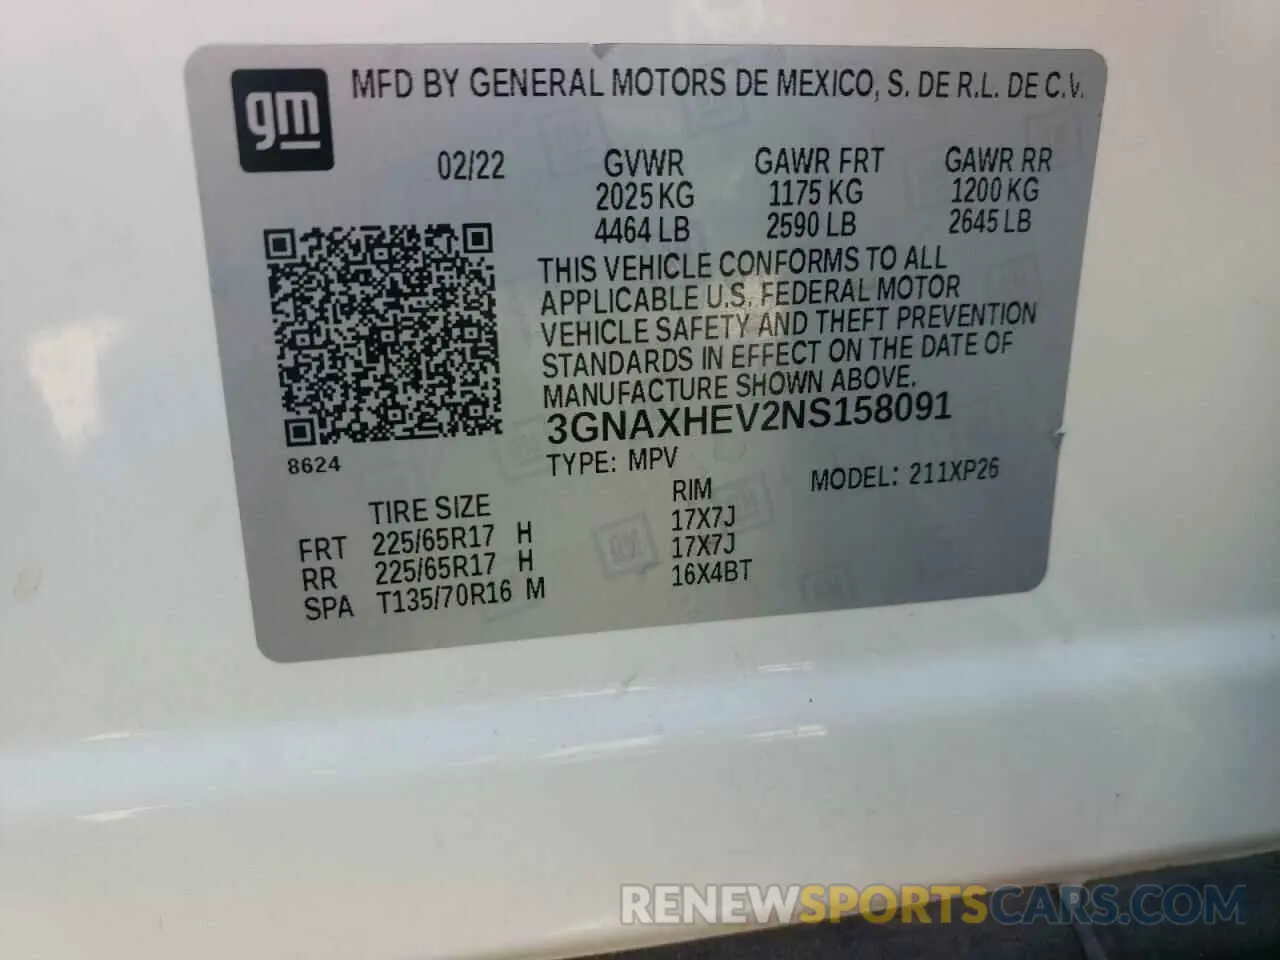 gm
MFD BY GENERAL MOTORS DE MEXICO, S. DE R.L. DE C.V.
02/22 GVWR GAWR FRT GAWR RR
2025 KG 1175 KG 1200 KG
4464 LB 2590 LB 2645 LB
THIS VEHICLE CONFORMS TO ALL
APPLICABLE U.S. FEDERAL MOTOR
VEHICLE SAFETY AND THEFT PREVENTION
STANDARDS IN EFFECT ON THE DATE OF
MANUFACTURE SHOWN ABOVE.
3GNAXHEV2NS158091
8624
TYPE: MPV MODEL: 211XP26
TIRE SIZE RIM
FRT 225/65R17 H 17X7J
RR 225/65R17 H 17X7J
SPA T135/70R16 M 16X4BT
RENEWSPORTSCARS.COM